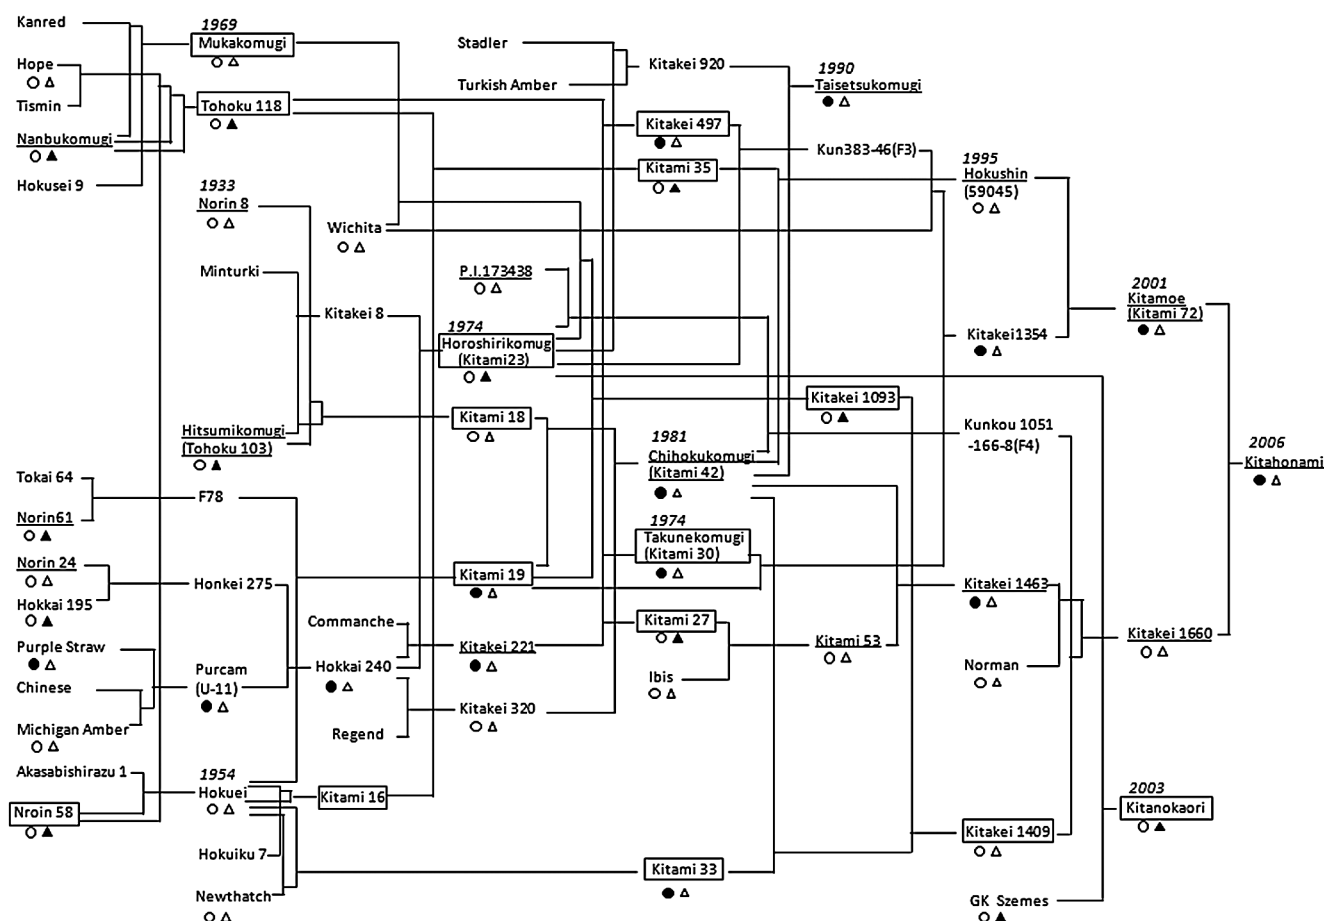 Kanred
Hope
Tismin
Nanbukomugi
Hokusei 9
1969
Mukakomugi
Tohoku 118
1933
Norin 8
Minturki
Hitsumikomugi
(Tohoku 103)
Tokai 64
Norin61
Norin 24
Hokkai 195
Purple Straw
Chinese
Michigan Amber
Akasabishirazu 1
Nroin 58
F78
Honkei 275
Purcam
(U-11)
1954
Hokuei
Hokuiku 7
Newthatch
Wichita
Kitakei 8
Commanche
Hokkai 240
Regend
Kitami 16
Stadler
Turkish Amber
P.I.173438
1974
Horoshirikomug
(Kitami23)
Kitami 18
Kitami 19
Kitakei 221
Kitakei 320
Kitakei 920
Kitakei 497
Kitami 35
1981
Chihokukomugi
(Kitami 42)
1974
Takunekomugi
(Kitami 30)
Kitami 27
Ibis
Kitami 33
1990
Taisetsukomugi
Kun383-46(F3)
Kitakei 1093
Kitami 53
1995
Hokushin
(59045)
Kitakei1354
Kunkou 1051
-166-8(F4)
Kitakei 1463
Norman
Kitakei 1409
GK Szemes
2001
Kitamoe
(Kitami 72)
Kitakei 1660
2003
Kitanokaori
2006
Kitahonami